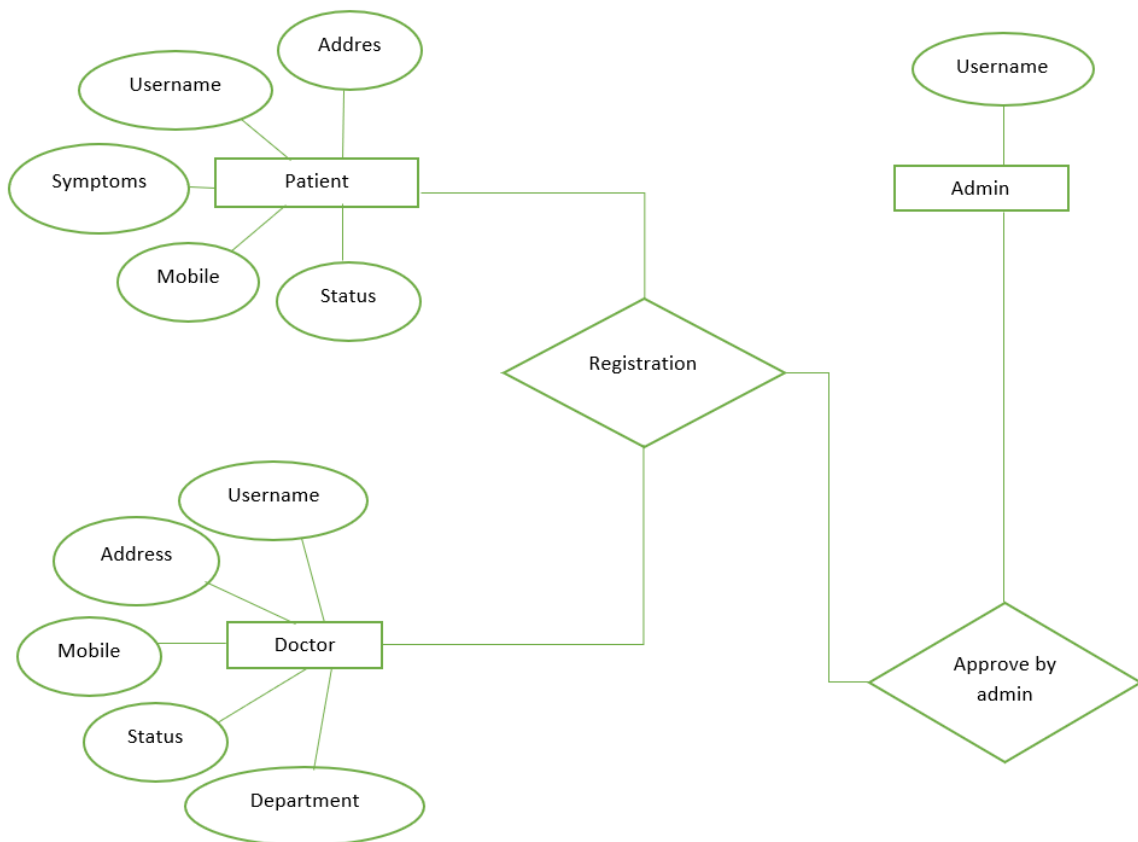 Addres
Username
Username
Symptoms
Patient
Admin
Mobile
Status
Registration
Username
Address
Mobile
Doctor
Approve by
admin
Status
Department